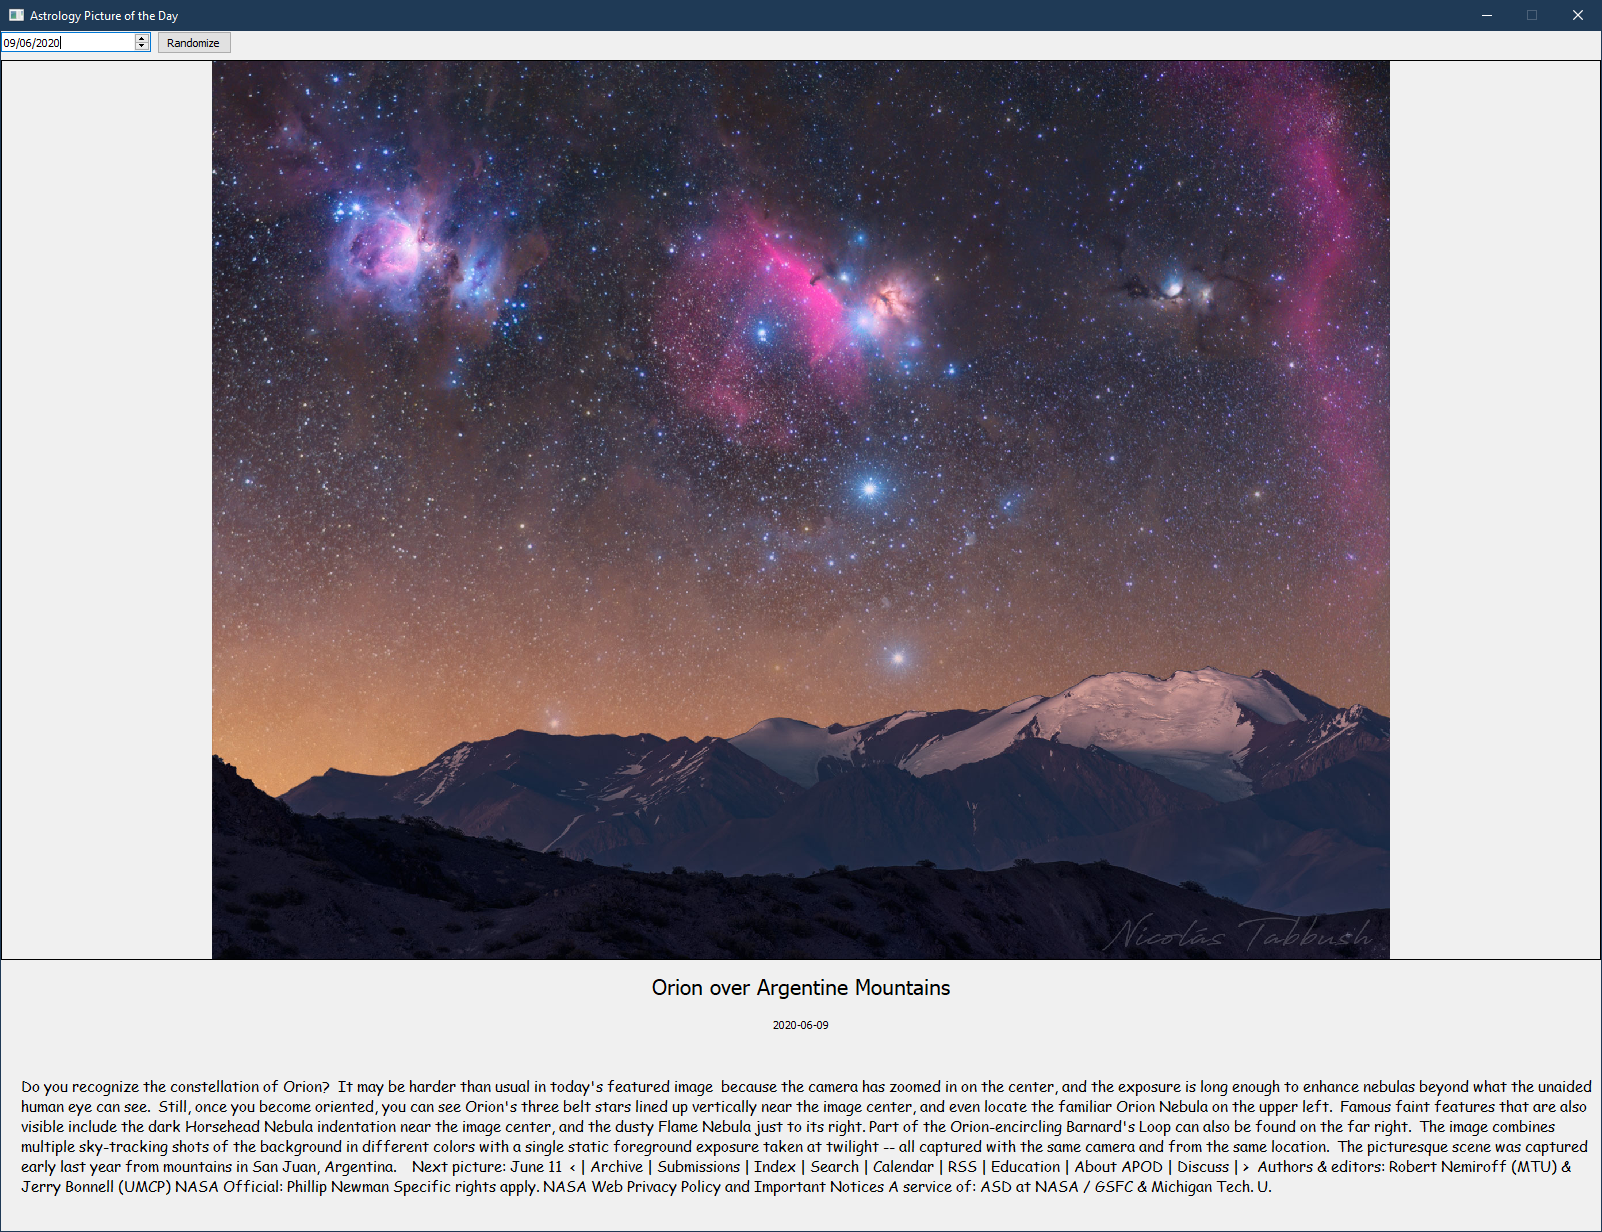 Astrology Picture of the Day
09/06/2020 Randomize
Nicolás Tabbush
Orion over Argentine Mountains
2020-06-09
Do you recognize the constellation of Orion?  It may be harder than usual in today's featured image  because the camera has zoomed in on the center, and the exposure is long enough to enhance nebulas beyond what the unaided
human eye can see.  Still, once you become oriented, you can see Orion's three belt stars lined up vertically near the image center, and even locate the familiar Orion Nebula on the upper left.  Famous faint features that are also
visible include the dark Horsehead Nebula indentation near the image center, and the dusty Flame Nebula just to its right. Part of the Orion-encircling Barnard's Loop can also be found on the far right.  The image combines
multiple sky-tracking shots of the background in different colors with a single static foreground exposure taken at twilight -- all captured with the same camera and from the same location.  The picturesque scene was captured
early last year from mountains in San Juan, Argentina.   Next picture: June 11  < | Archive | Submissions | Index | Search | Calendar | RSS | Education | About APOD | Discuss | >  Authors & editors: Robert Nemiroff (MTU) &
Jerry Bonnell (UMCP) NASA Official: Phillip Newman Specific rights apply. NASA Web Privacy Policy and Important Notices A service of: ASD at NASA / GSFC & Michigan Tech. U.